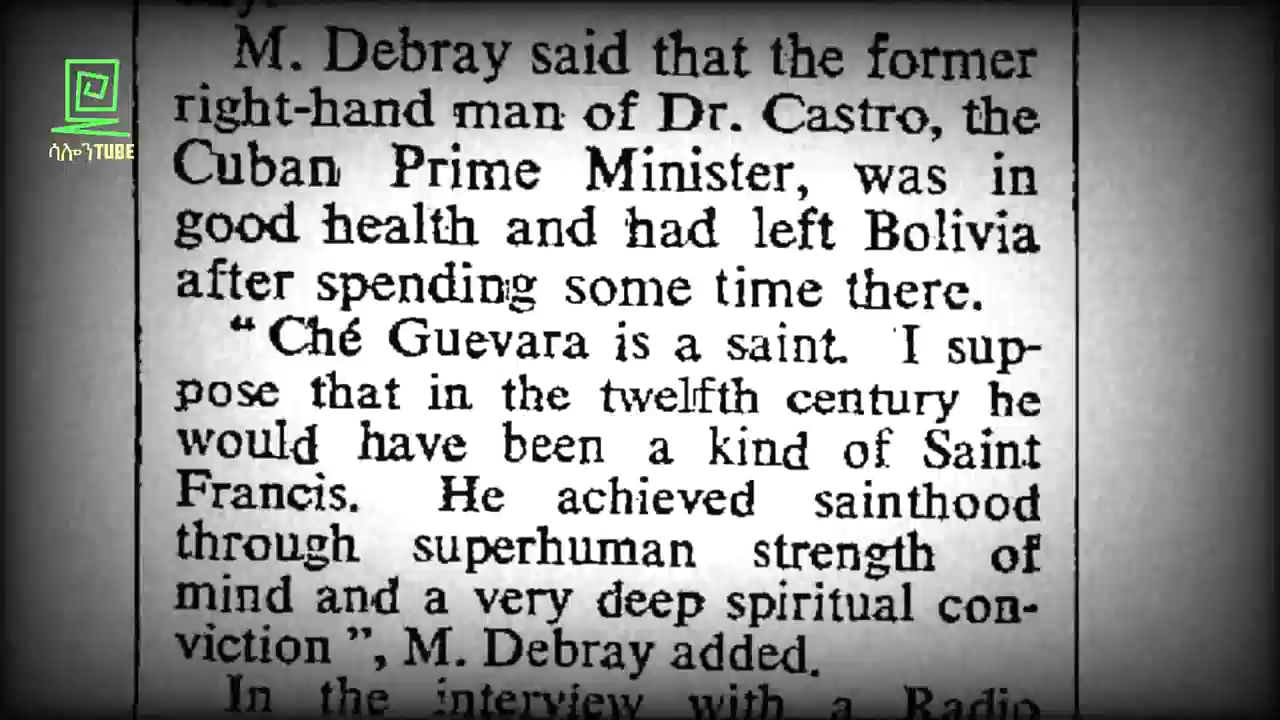 M. Debray said that the former
right-hand man of Dr. Castro, the
Cuban Prime Minister, was in
good health and had left Bolivia
after spending some time there.
“Ché Guevara is a saint. I sup-
pose that in the twelfth century he
would have been a kind of Saint
Francis. He achieved sainthood
through superhuman strength of
mind and a very deep spiritual con-
viction”, M. Debray added.
In the interview with a Radio
ሳሎንTUBE